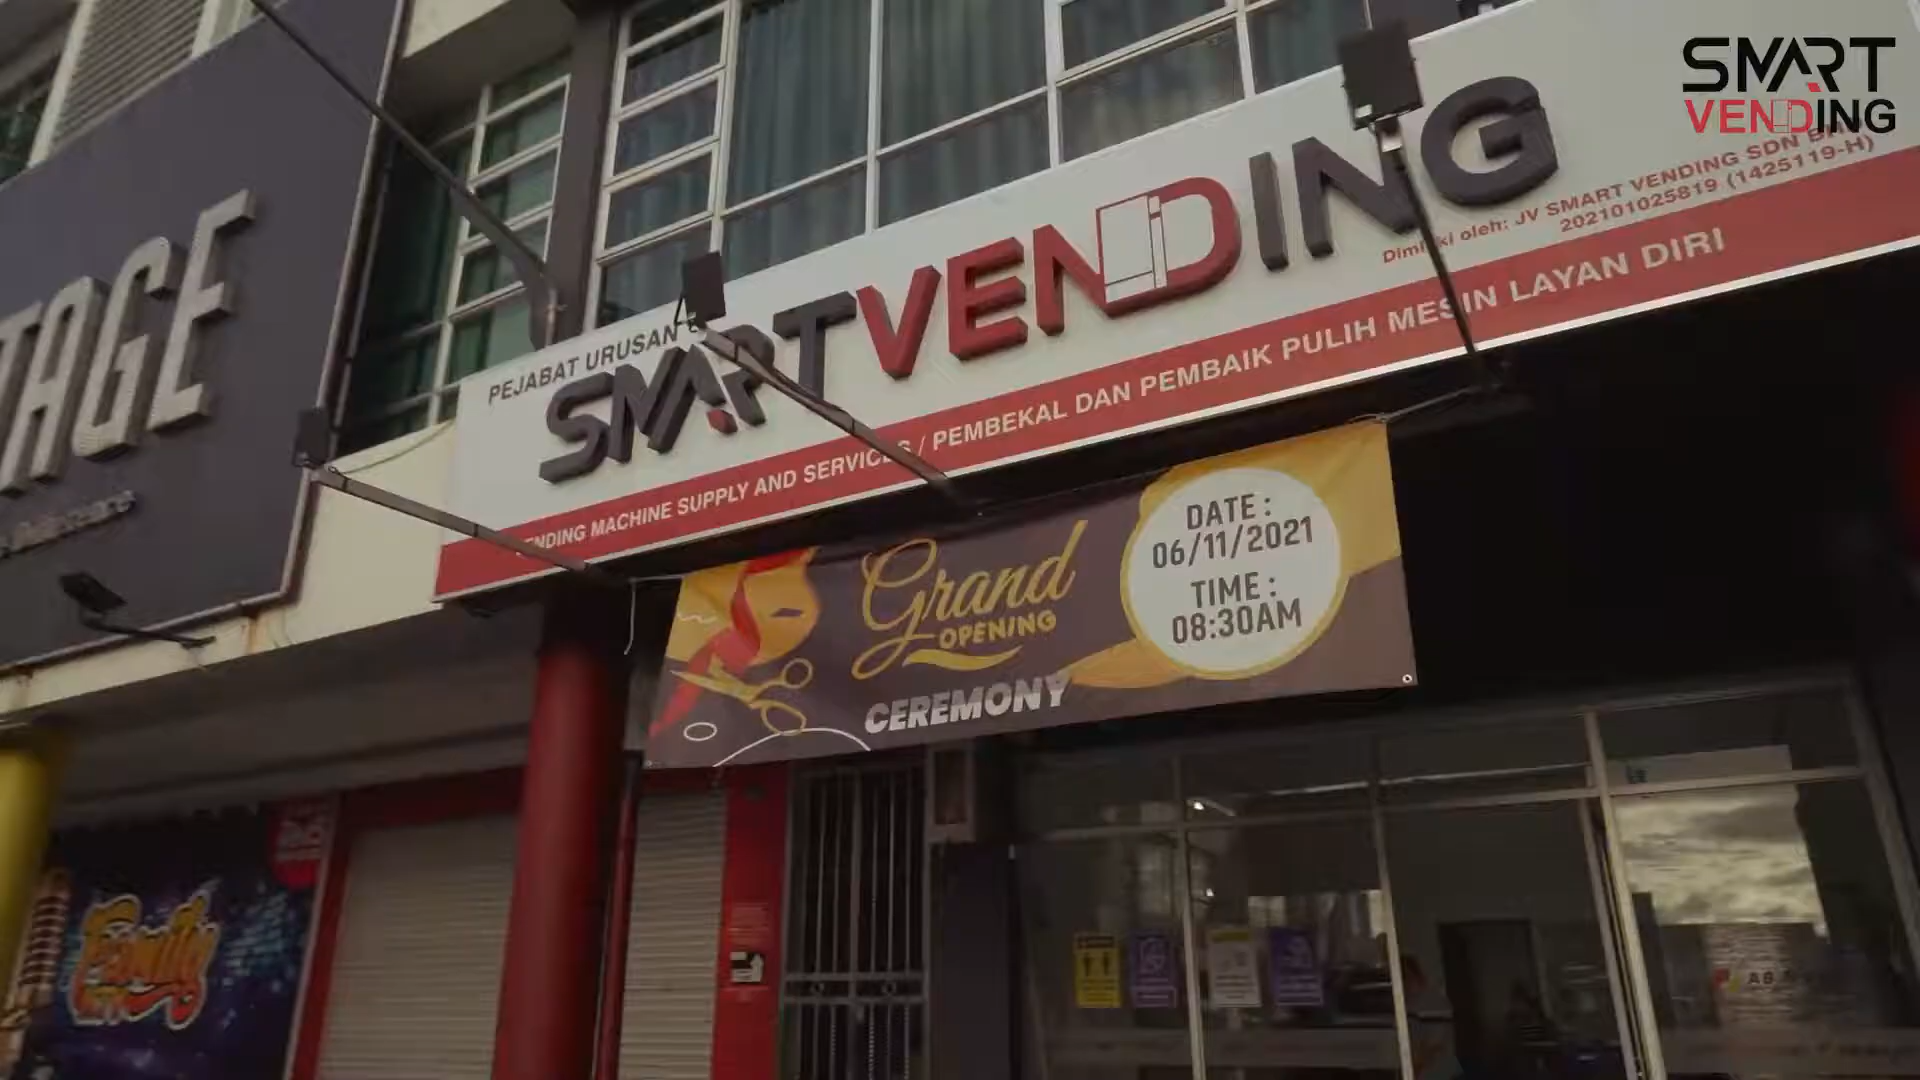 SMART
VENDING
TAGE
PEJABAT URUSAN
SMARTVENDING
Dimiliki oleh: JV SMART VENDING SDN BHD
202101025819 (1425119-H)
VENDING MACHINE SUPPLY AND SERVICES / PEMBEKAL DAN PEMBAIK PULIH MESIN LAYAN DIRI
Grand
OPENING
CEREMONY
DATE :
06/11/2021
TIME :
08:30AM
Family